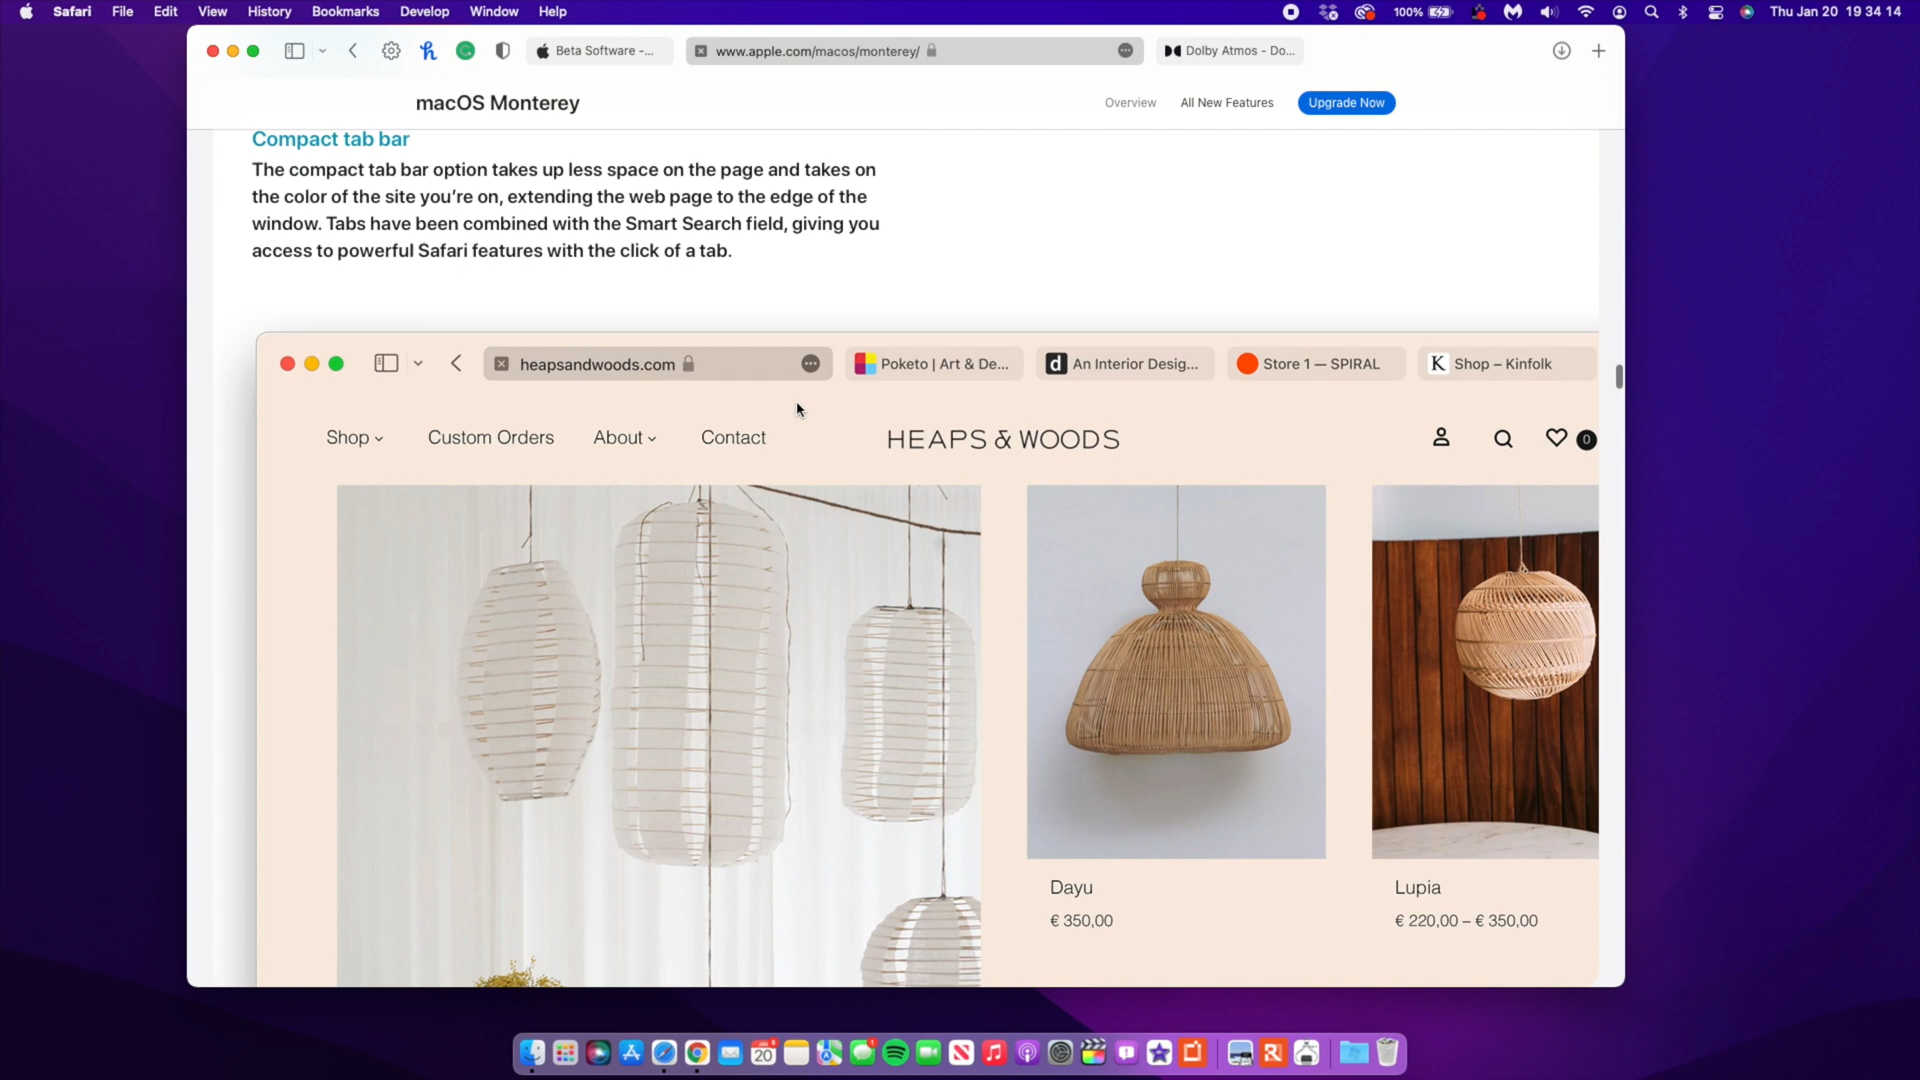 Safari File Edit View History Bookmarks Develop Window Help 100% Thu Jan 20 19 34 14
Beta Software -... www.apple.com/macos/monterey/ Dolby Atmos - Do...
macOS Monterey Overview All New Features Upgrade Now
Compact tab bar
The compact tab bar option takes up less space on the page and takes on
the color of the site you’re on, extending the web page to the edge of the
window. Tabs have been combined with the Smart Search field, giving you
access to powerful Safari features with the click of a tab.
heapsandwoods.com Poketo | Art & De... d An Interior Desig... Store 1 — SPIRAL K Shop – Kinfolk
Shop Custom Orders About Contact HEAPS & WOODS 0
Dayu Lupia
€ 350,00 € 220,00 – € 350,00
20